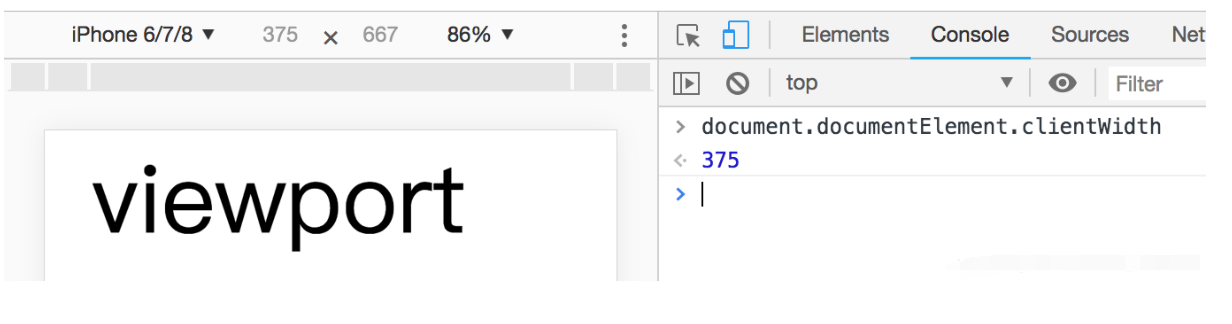 iPhone 6/7/8 ▼ 375 × 667 86% ▼
Elements Console Sources Net
top ▼ Filter
> document.documentElement.clientWidth
375
>
viewport